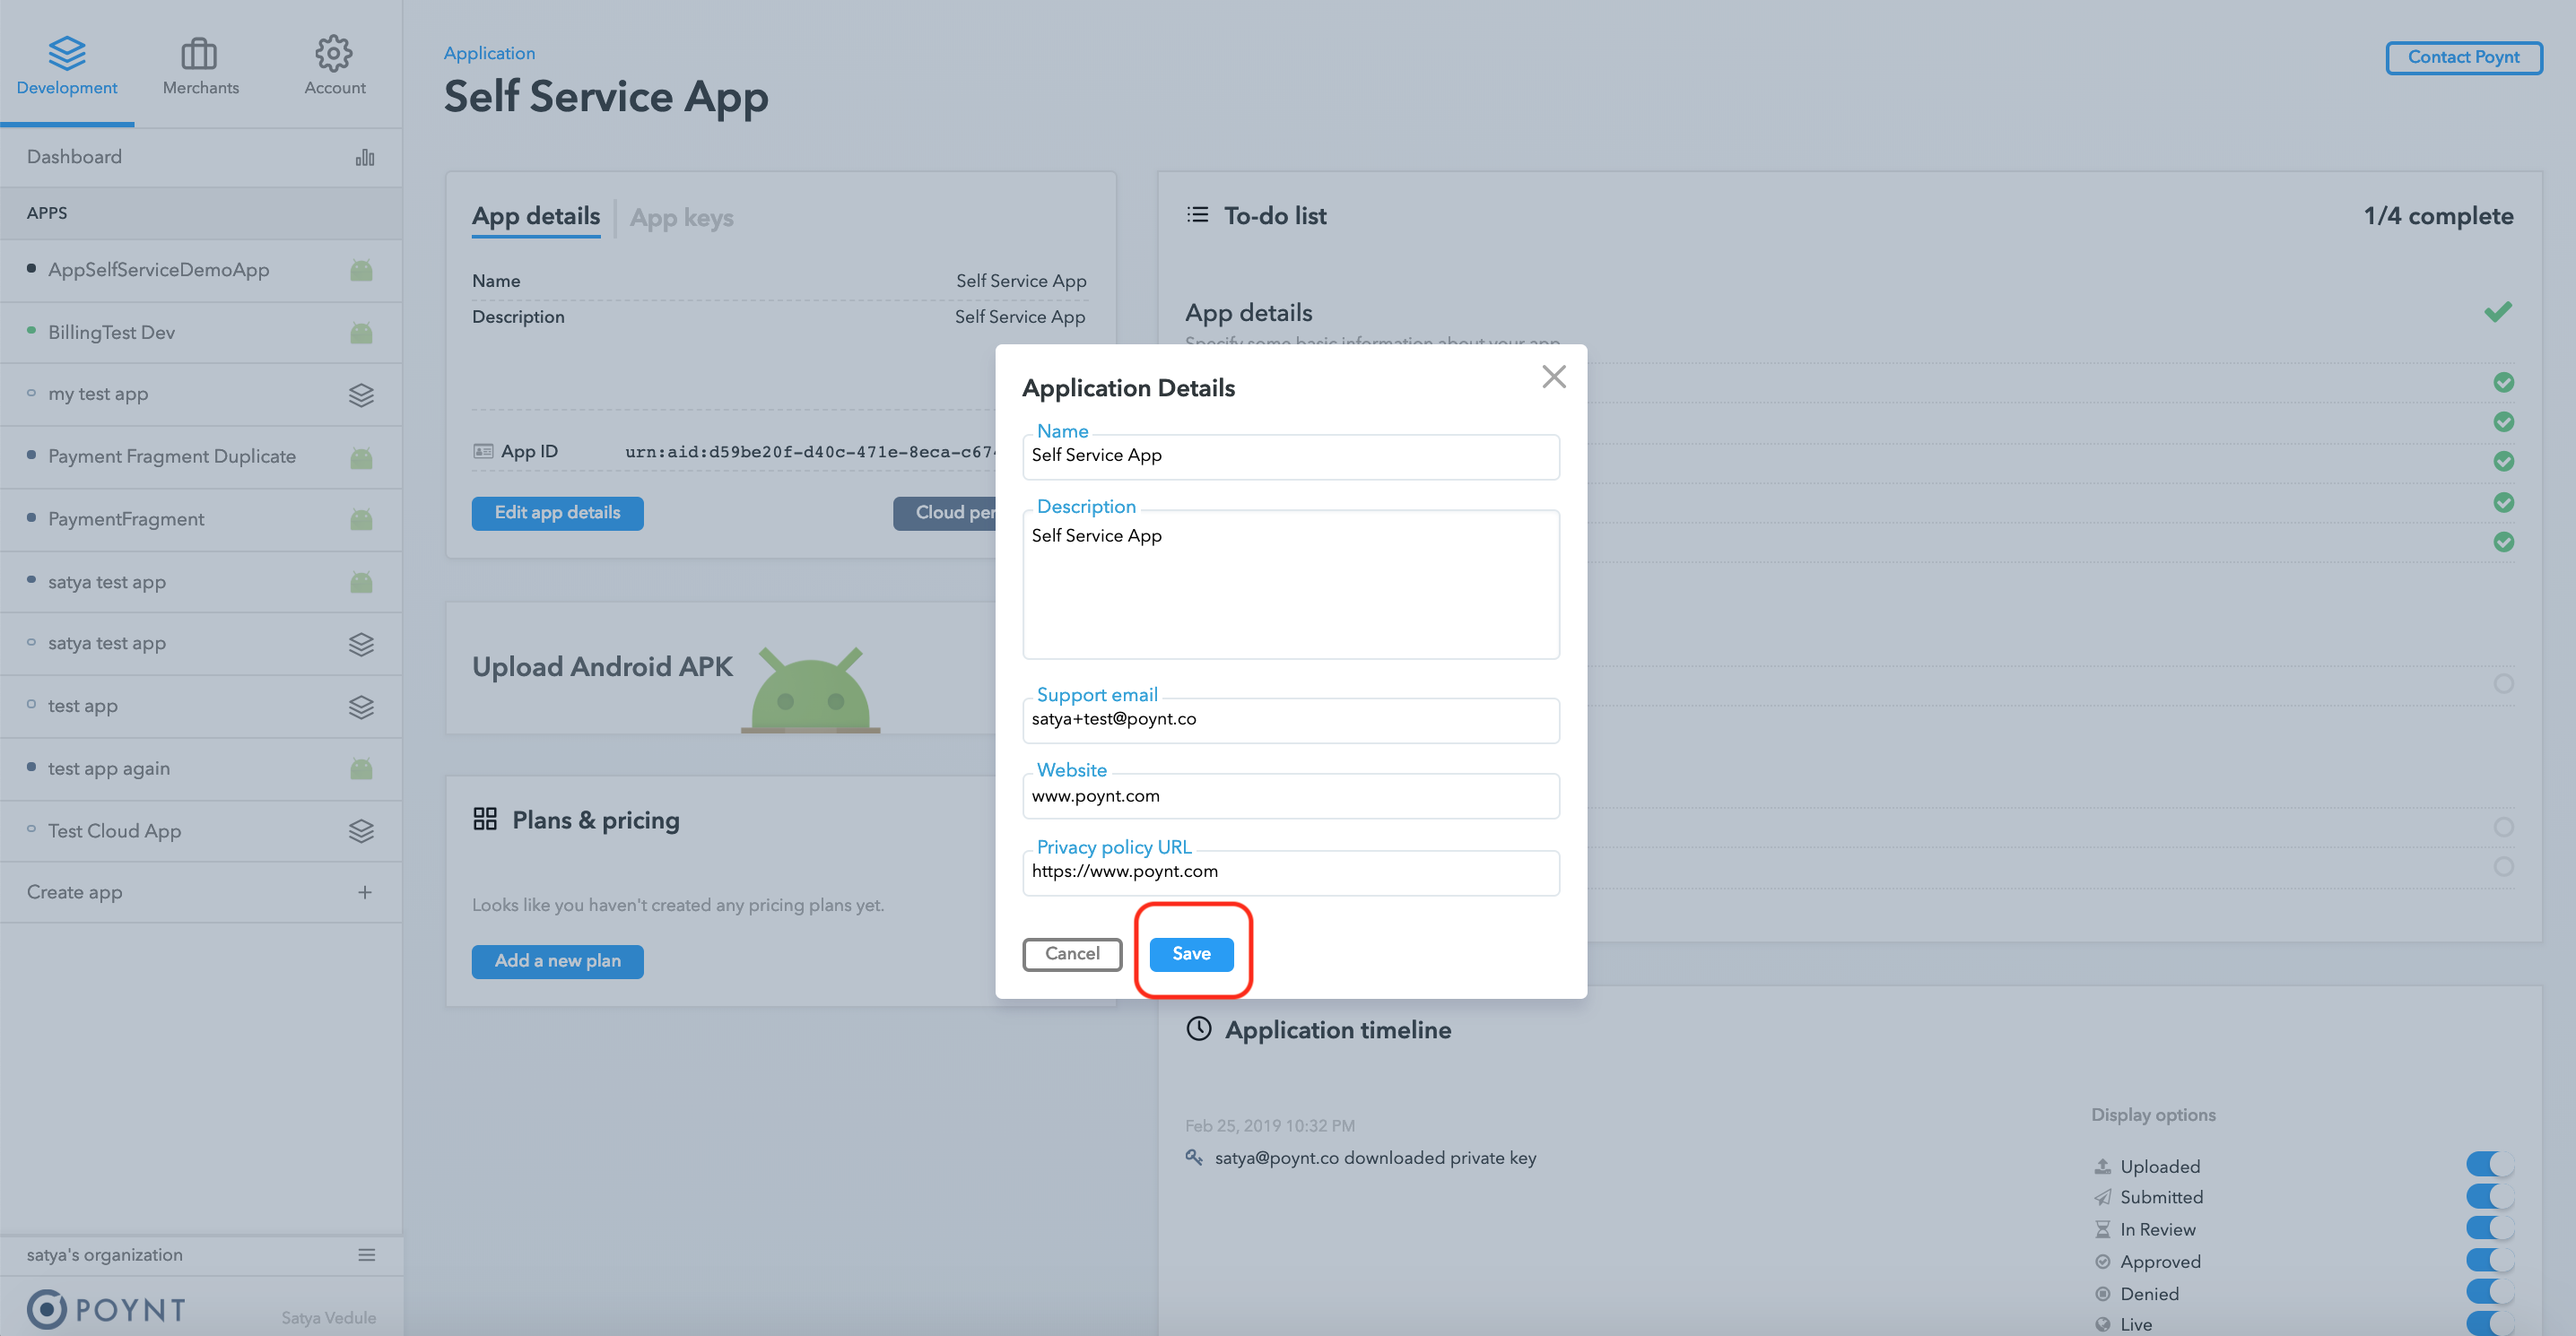 Development
Merchants
Account
Dashboard
APPS
AppSelfServiceDemoApp
BillingTest Dev
my test app
Payment Fragment Duplicate
PaymentFragment
satya test app
satya test app
test app
test app again
Test Cloud App
Create app
satya's organization
POYNT
Satya Vedule
Application
Self Service App
Contact Poynt
App details
App keys
Name
Self Service App
Description
Self Service App
App ID
urn:aid:d59be20f-d40c-471e-8eca-c67
Edit app details
Cloud per
Upload Android APK
Plans & pricing
Looks like you haven't created any pricing plans yet.
Add a new plan
To-do list
1/4 complete
App details
Specify some basic information about your app
Application Details
Name
Self Service App
Description
Self Service App
Support email
satya+test@poynt.co
Website
www.poynt.com
Privacy policy URL
https://www.poynt.com
Cancel
Save
Application timeline
Feb 25, 2019 10:32 PM
satya@poynt.co downloaded private key
Display options
Uploaded
Submitted
In Review
Approved
Denied
Live